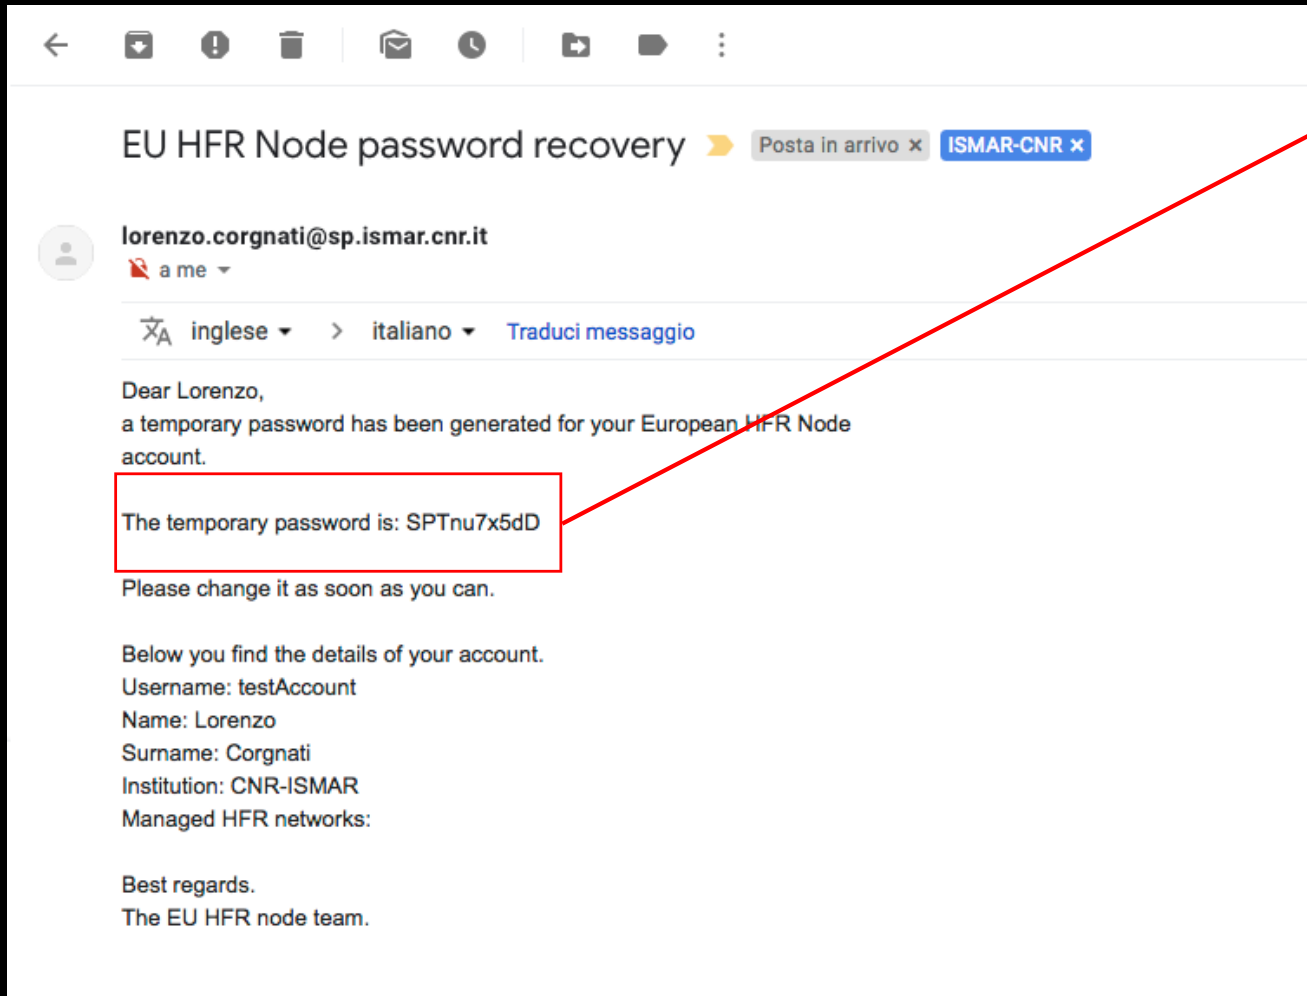 EU HFR Node password recovery Posta in arrivo × ISMAR-CNR ×
lorenzo.corgnati@sp.ismar.cnr.it
a me
inglese > italiano Traduci messaggio
Dear Lorenzo,
a temporary password has been generated for your European HFR Node
account.
The temporary password is: SPTnu7x5dD
Please change it as soon as you can.
Below you find the details of your account.
Username: testAccount
Name: Lorenzo
Surname: Corgnati
Institution: CNR-ISMAR
Managed HFR networks:
Best regards.
The EU HFR node team.